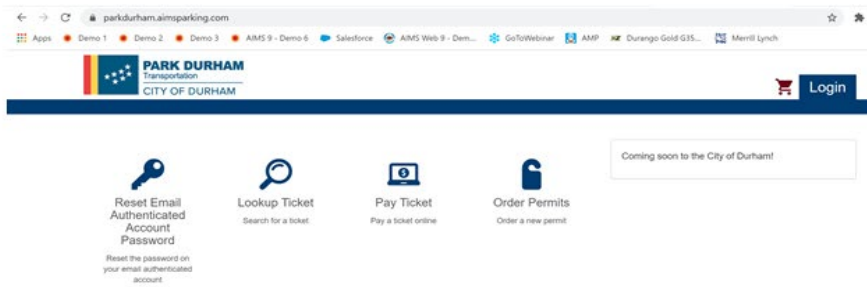 parkdurham.aimsparking.com
Apps Demo 1 Demo 2 Demo 3 AIMS 9 - Demo 6 Salesforce AIMS Web 9 - Dem... GoToWebinar AMP Durango Gold G35... Merrill Lynch
PARK DURHAM
Transportation
CITY OF DURHAM
Login
Coming soon to the City of Durham!
Reset Email
Authenticated
Account
Password
Reset the password on
your email authenticated
account
Lookup Ticket
Search for a ticket
Pay Ticket
Pay a ticket online
Order Permits
Order a new permit